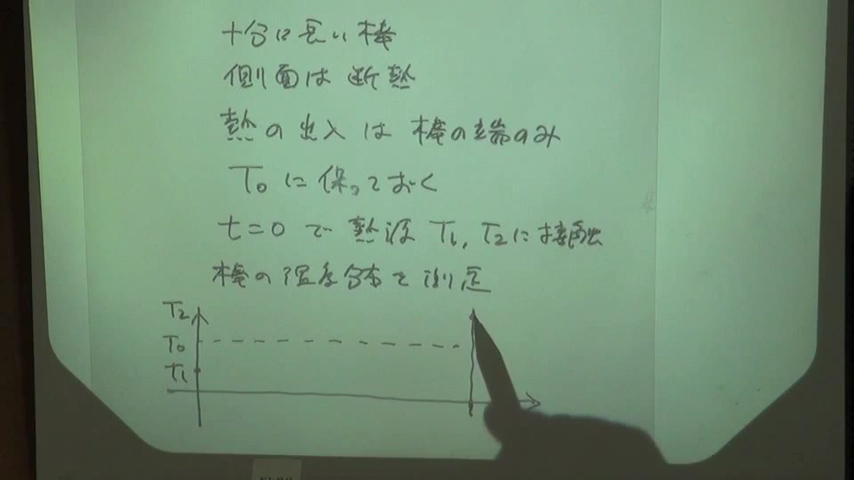 十分に長い棒
側面は断熱
熱の出入は棒の端のみ
T0に保っておく
t=0で熱源T1,T2に接触
棒の温度分布を測定
T2
T0
T1